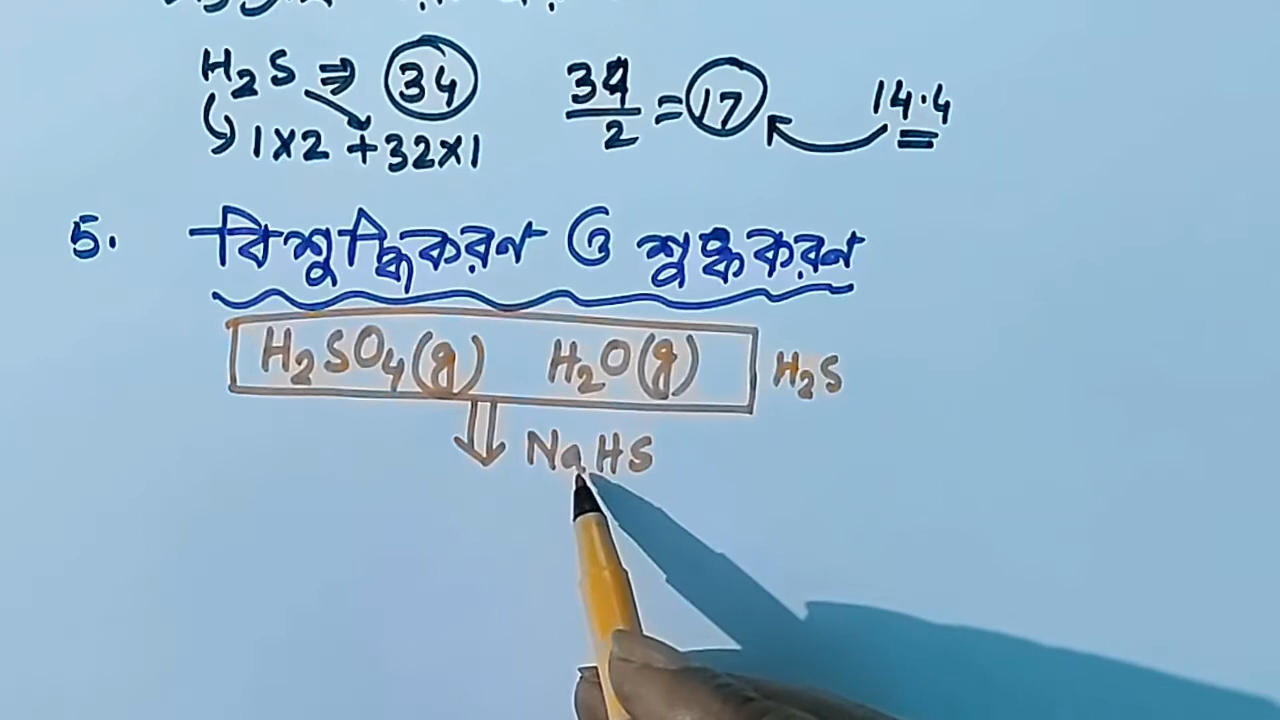 H₂S ⇒ 34 34/2 = 17 14.4
1×2 + 32×1
5. বিশুদ্ধিকরণ ও শুষ্ককরণ
H₂SO₄(g) H₂O(g) H₂S
NaHS